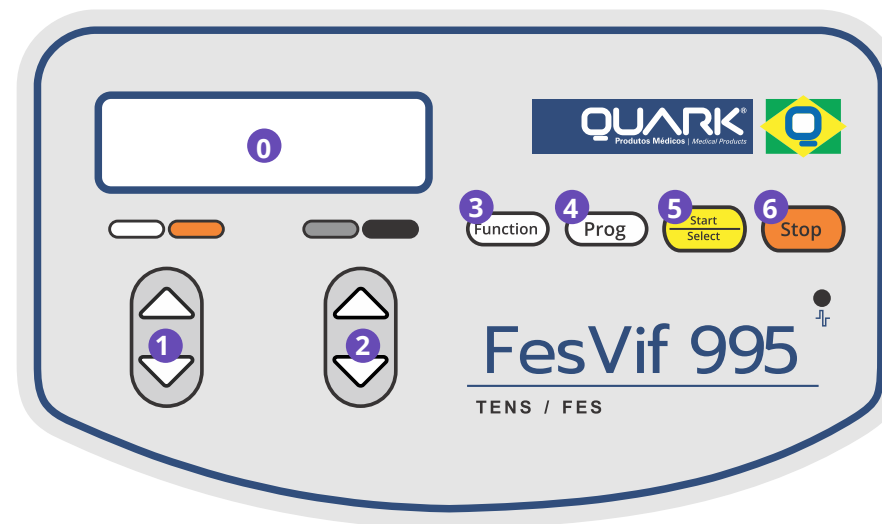 0
QUARK®
Produtos Médicos | Medical Products
3 4 5 6
Function Prog Start Stop
Select
1 2
FesVif 995
TENS / FES